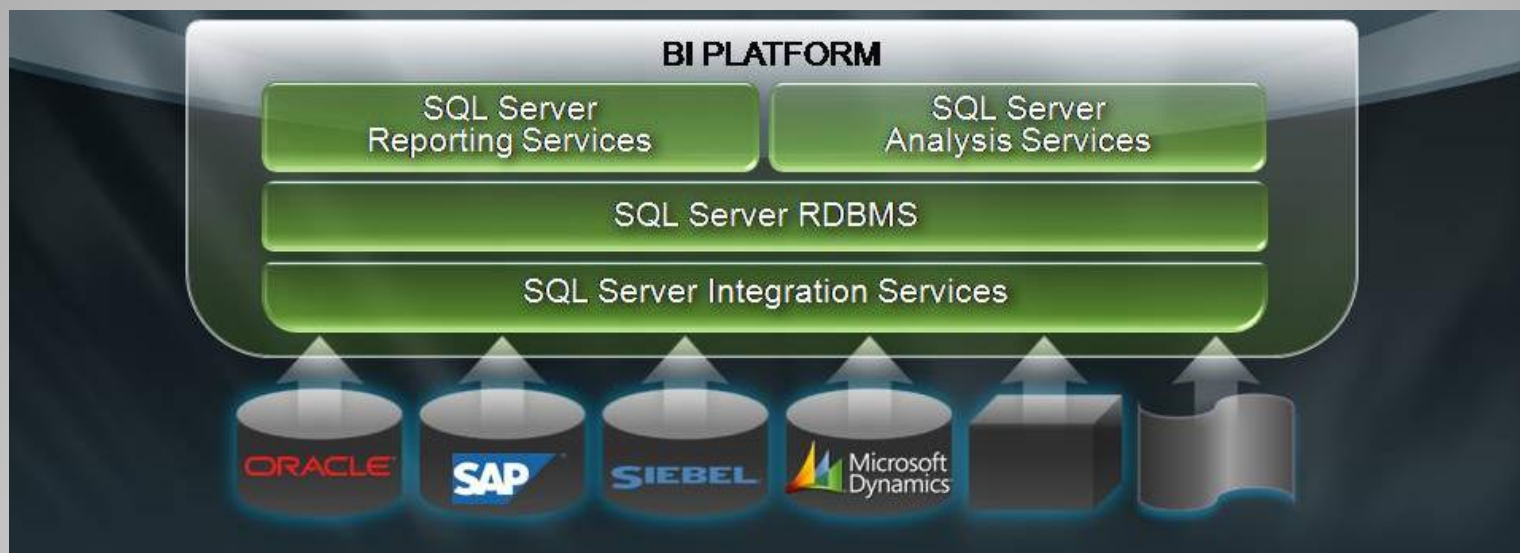 BI PLATFORM
SQL Server
Reporting Services
SQL Server
Analysis Services
SQL Server RDBMS
SQL Server Integration Services
ORACLE
SAP
SIEBEL
Microsoft
Dynamics